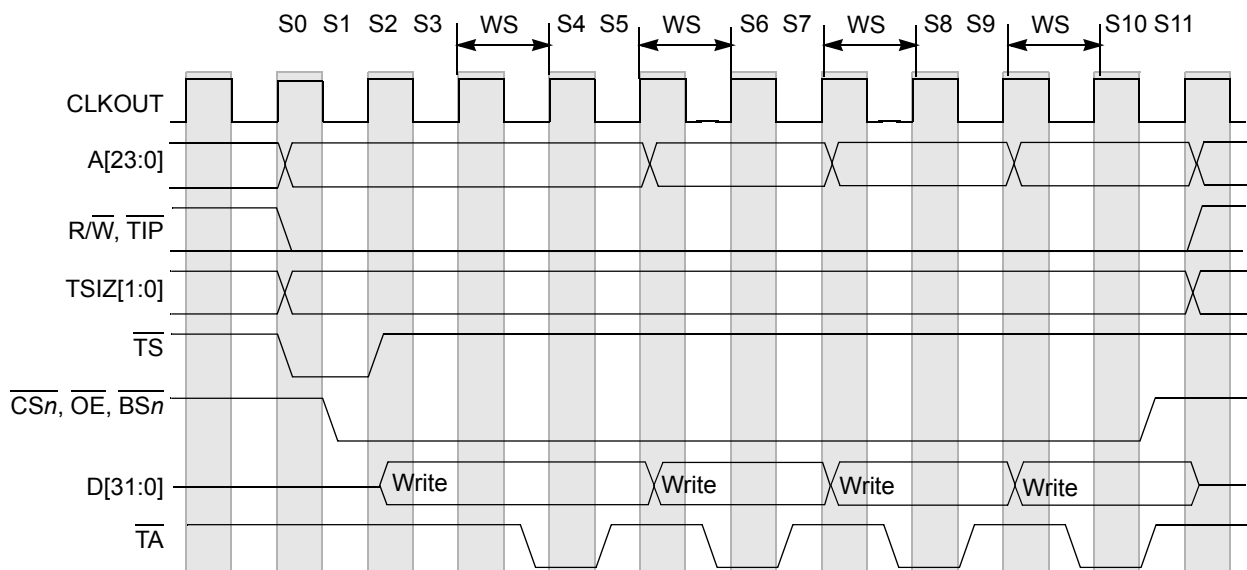 S0 S1 S2 S3 WS S4 S5 WS S6 S7 WS S8 S9 WS S10 S11
CLKOUT
A[23:0]
R/W, TIP
TSIZ[1:0]
TS
CSn, OE, BSn
D[31:0] Write Write Write Write
TA